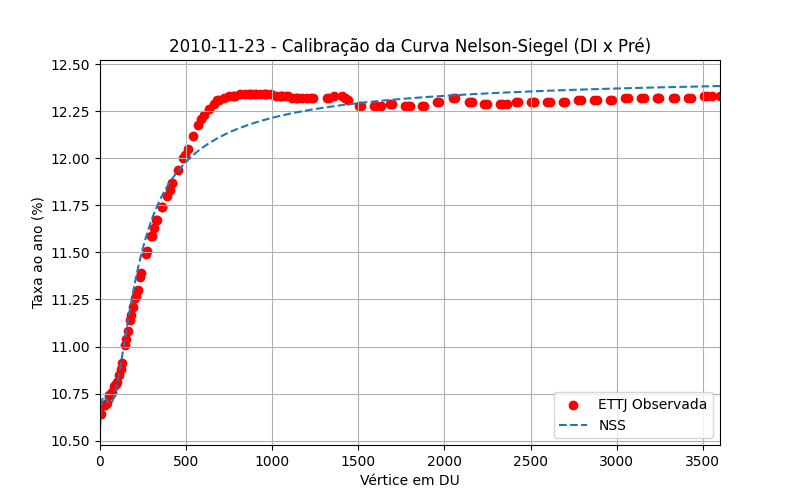 2010-11-23 - Calibração da Curva Nelson-Siegel (DI x Pré)
12.50
12.25
12.00
11.75
11.50
11.25
11.00
10.75
10.50
Taxa ao ano (%)
ETTJ Observada
NSS
0 500 1000 1500 2000 2500 3000 3500
Vértice em DU